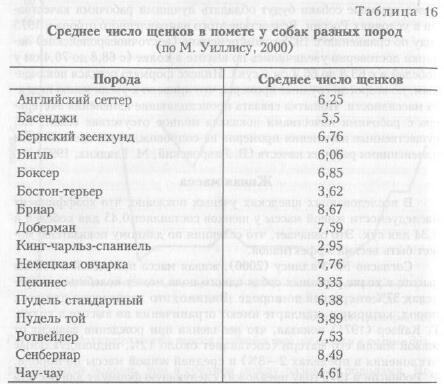 Таблица 16
Среднее число щенков в помете у собак разных пород
(по М. Уиллису, 2000)
Порода Среднее число щенков
Английский сеттер 6,25
Басенджи 5,5
Бернский зеенхунд 6,76
Бигль 6,06
Боксер 6,85
Бостон-терьер 3,62
Бриар 8,67
Доберман 7,59
Кинг-чарльз-спаниель 2,95
Немецкая овчарка 7,76
Пекинес 3,35
Пудель стандартный 6,38
Пудель той 3,89
Ротвейлер 7,53
Сенбернар 8,49
Чау-чау 4,61